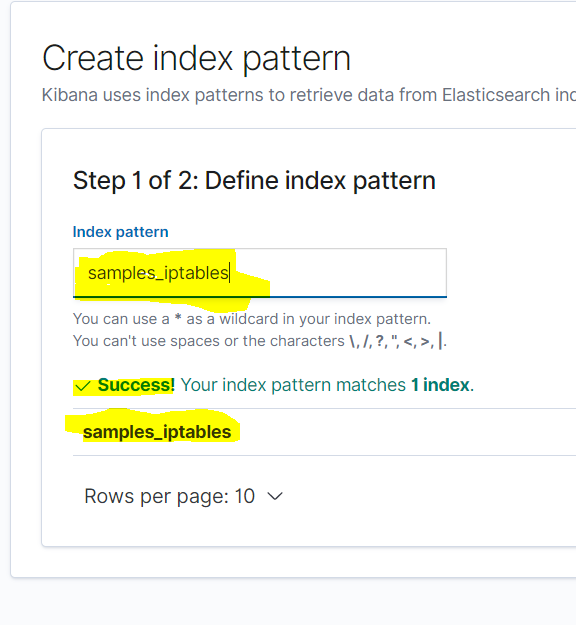 Create index pattern
Kibana uses index patterns to retrieve data from Elasticsearch
Step 1 of 2: Define index pattern
Index pattern
samples_iptables
You can use a * as a wildcard in your index pattern.
You can't use spaces or the characters \, /, ?, ", <, >, |.
✓ Success! Your index pattern matches 1 index.
samples_iptables
Rows per page: 10